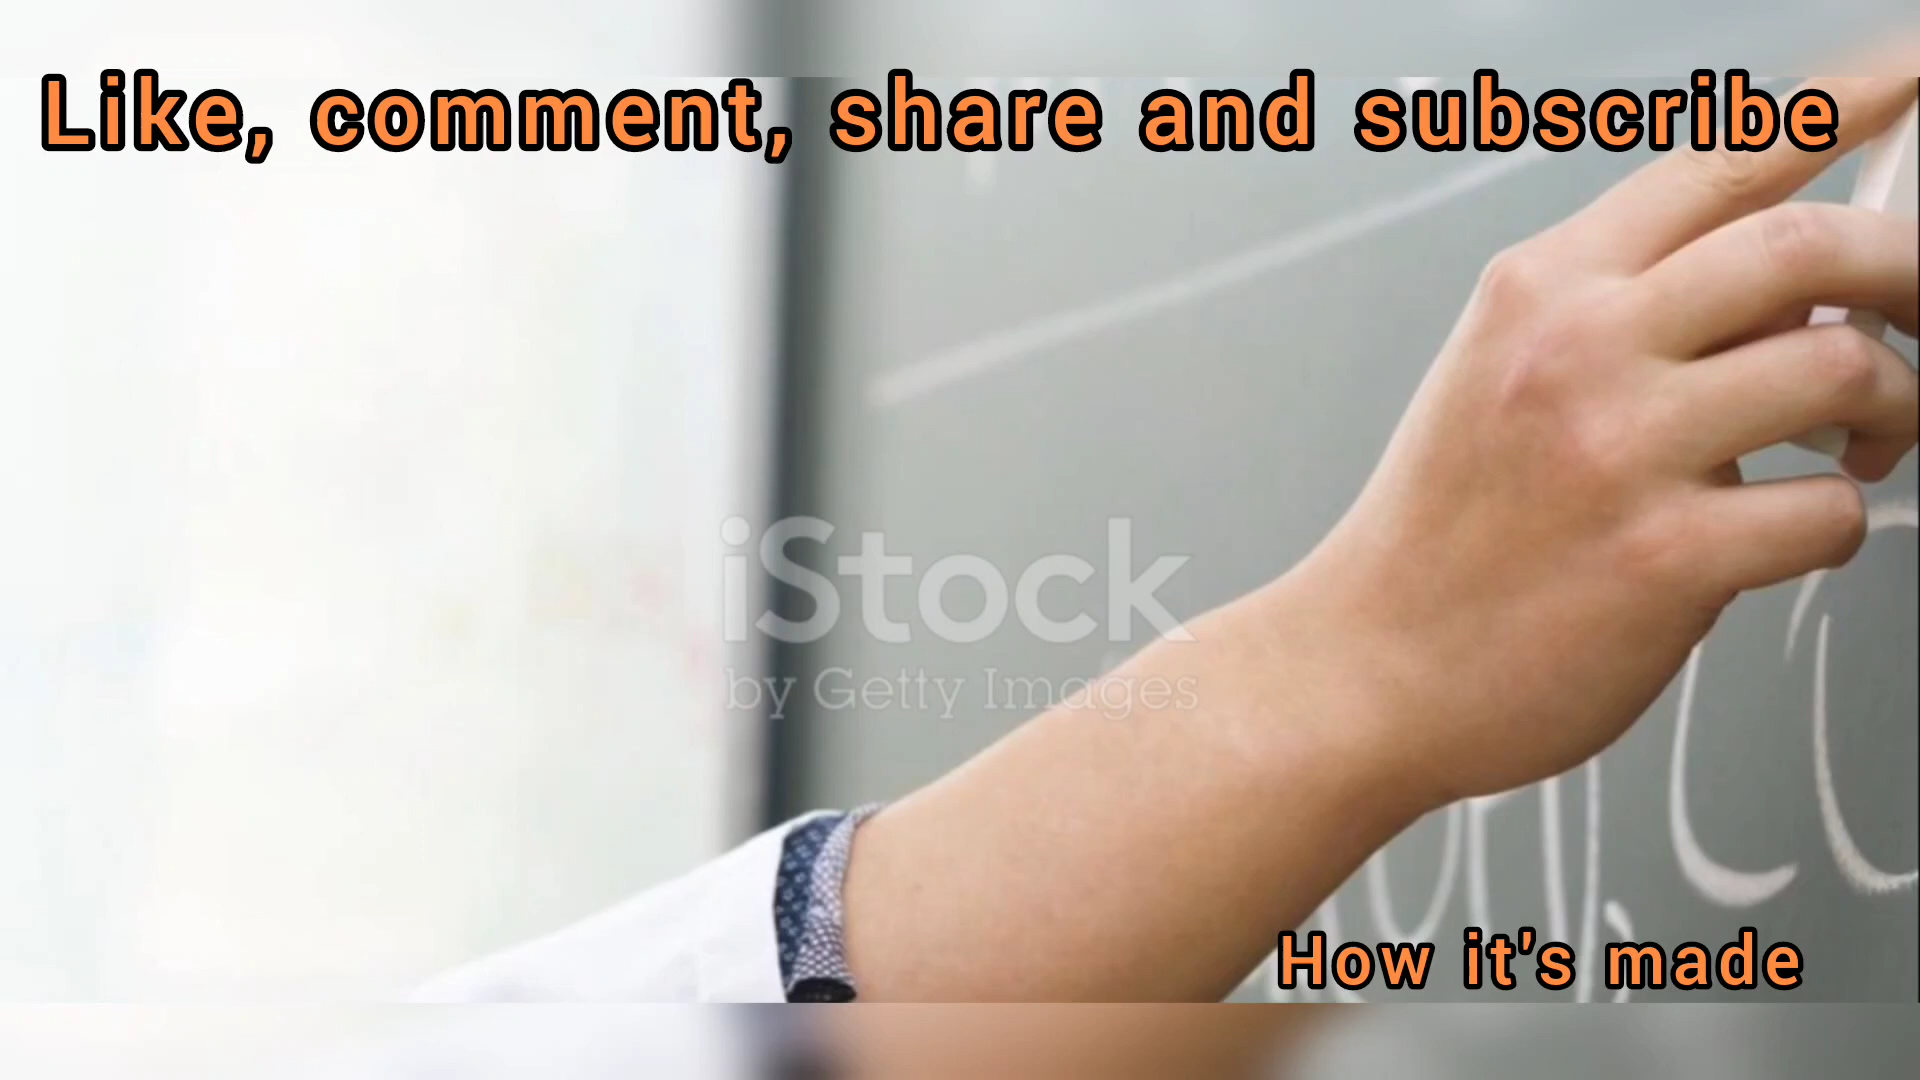 Like, comment, share and subscribe
iStock
by Getty Images
How it's made